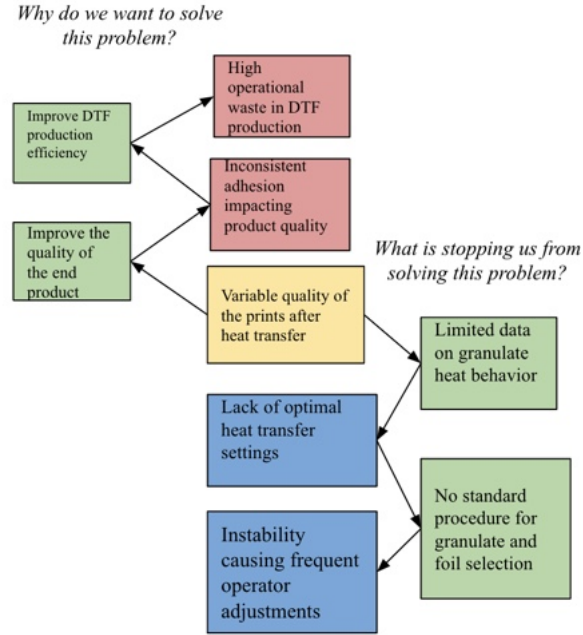 Why do we want to solve
this problem?
High
operational
waste in DTF
production
Improve DTF
production
efficiency
Inconsistent
adhesion
impacting
product quality
Improve the
quality of
the end
product
What is stopping us from
solving this problem?
Variable quality of
the prints after
heat transfer
Limited data
on granulate
heat behavior
Lack of optimal
heat transfer
settings
No standard
procedure for
granulate and
foil selection
Instability
causing frequent
operator
adjustments